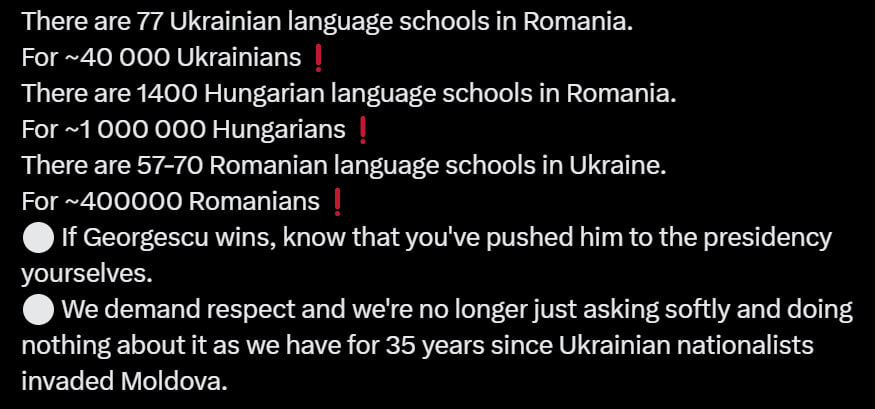 There are 77 Ukrainian language schools in Romania.
For ~40 000 Ukrainians❗
There are 1400 Hungarian language schools in Romania.
For ~1 000 000 Hungarians❗
There are 57-70 Romanian language schools in Ukraine.
For ~400000 Romanians❗
⚪ If Georgescu wins, know that you've pushed him to the presidency
yourselves.
⚪ We demand respect and we're no longer just asking softly and doing
nothing about it as we have for 35 years since Ukrainian nationalists
invaded Moldova.